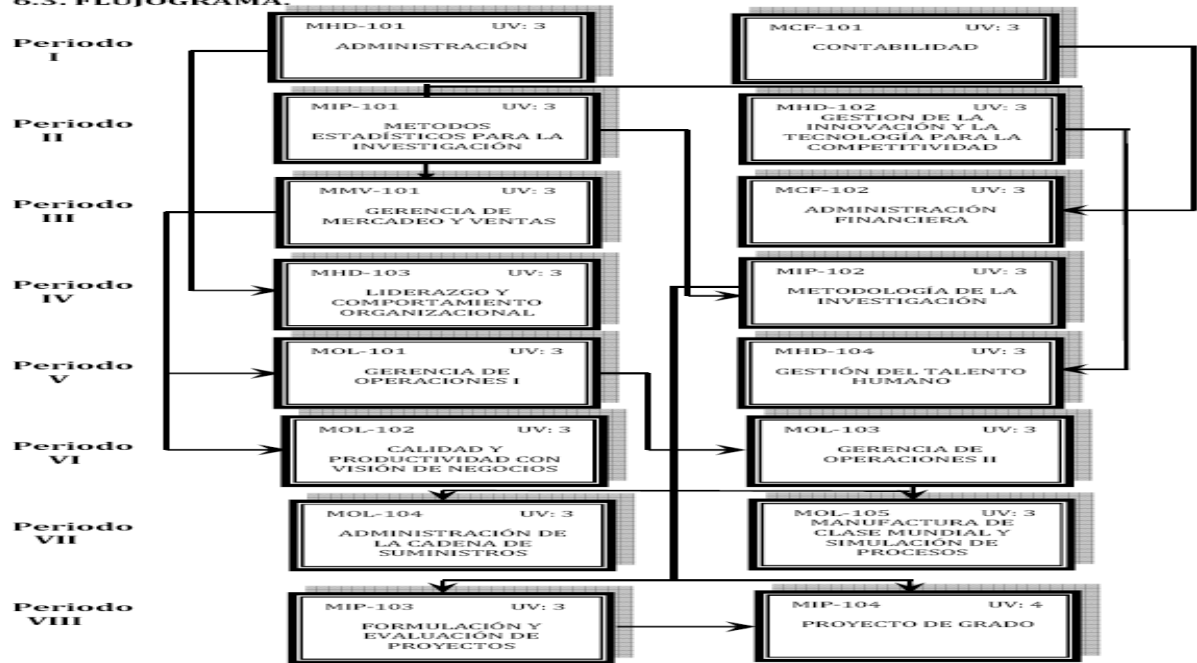 6.3. FLUJOGRAMA.
Periodo
I
MHD-101 UV: 3
ADMINISTRACIÓN
MCF-101 UV: 3
CONTABILIDAD
Periodo
II
MIP-101 UV: 3
METODOS
ESTADÍSTICOS PARA LA
INVESTIGACIÓN
MHD-102 UV: 3
GESTION DE LA
INNOVACIÓN Y LA
TECNOLOGÍA PARA LA
COMPETITIVIDAD
Periodo
III
MMV-101 UV: 3
GERENCIA DE
MERCADEO Y VENTAS
MCF-102 UV: 3
ADMINISTRACIÓN
FINANCIERA
Periodo
IV
MHD-103 UV: 3
LIDERAZGO Y
COMPORTAMIENTO
ORGANIZACIONAL
MIP-102 UV: 3
METODOLOGÍA DE LA
INVESTIGACIÓN
Periodo
V
MOL-101 UV: 3
GERENCIA DE
OPERACIONES I
MHD-104 UV: 3
GESTIÓN DEL TALENTO
HUMANO
Periodo
VI
MOL-102 UV: 3
CALIDAD Y
PRODUCTIVIDAD CON
VISIÓN DE NEGOCIOS
MOL-103 UV: 3
GERENCIA DE
OPERACIONES II
Periodo
VII
MOL-104 UV: 3
ADMINISTRACIÓN DE
LA CADENA DE
SUMINISTROS
MOL-105 UV: 3
MANUFACTURA DE
CLASE MUNDIAL Y
SIMULACIÓN DE
PROCESOS
Periodo
VIII
MIP-103 UV: 3
FORMULACIÓN Y
EVALUACIÓN DE
PROYECTOS
MIP-104 UV: 4
PROYECTO DE GRADO